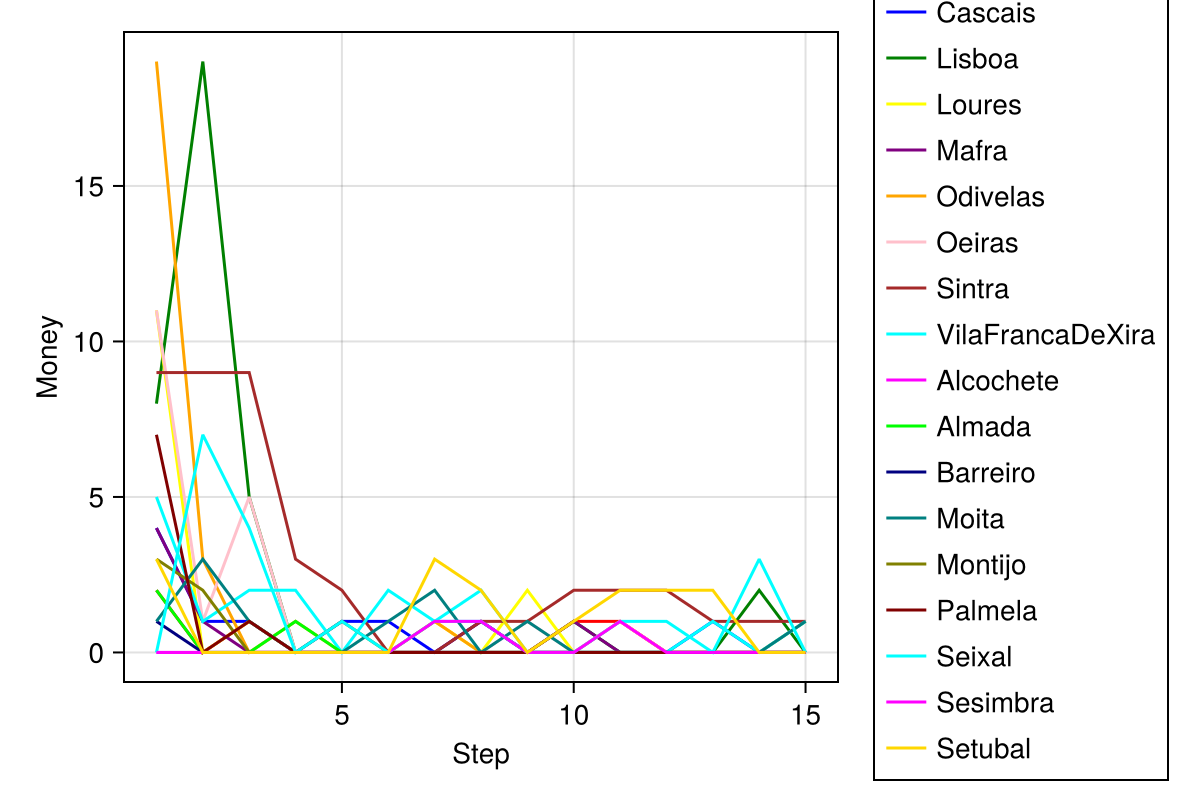 Cascais
Lisboa
Loures
Mafra
Odivelas
Oeiras
Sintra
VilaFrancaDeXira
Alcochete
Almada
Barreiro
Moita
Montijo
Palmela
Seixal
Sesimbra
Setubal
15
10
5
0
Money
5 10 15
Step